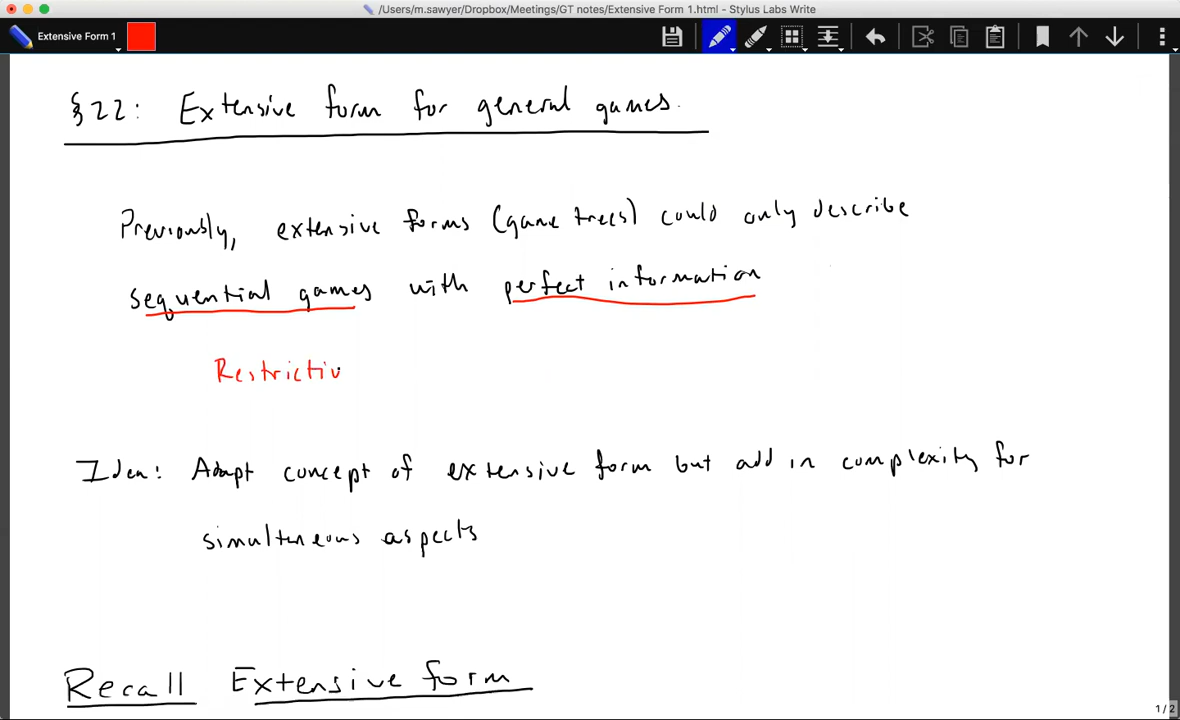 /Users/m.sawyer/Dropbox/Meetings/GT notes/Extensive Form 1.html - Stylus Labs Write
Extensive Form 1
§22: Extensive form for general games.
Previously, extensive forms (game trees) could only describe
sequential games with perfect information
Restrictiv
Idea: Adapt concept of extensive form but add in complexity for
simultaneous aspects
Recall Extensive form
1/2